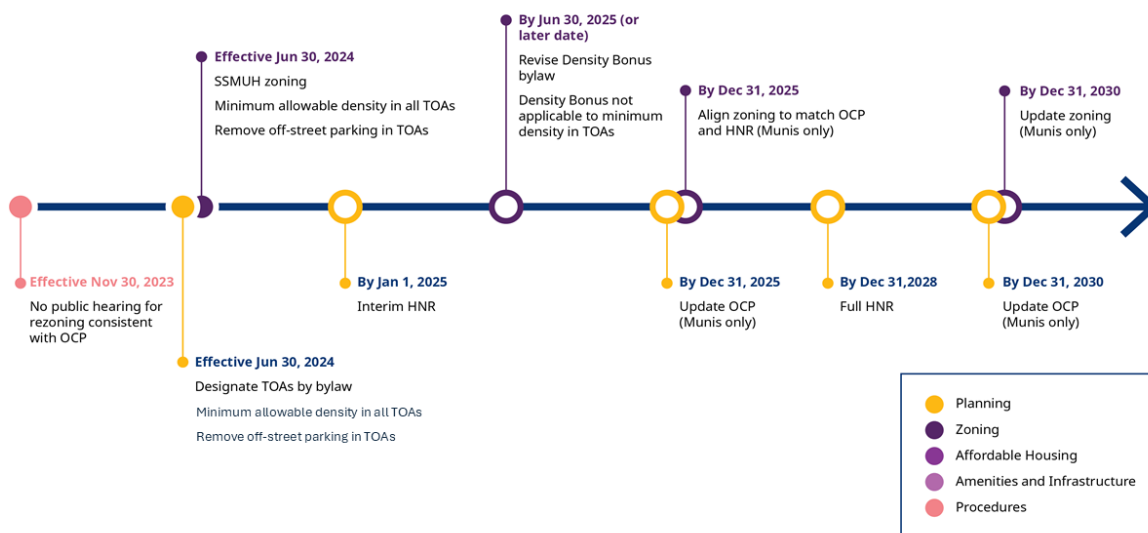 Effective Jun 30, 2024
SSMUH zoning
Minimum allowable density in all TOAs
Remove off-street parking in TOAs
By Jun 30, 2025 (or
later date)
Revise Density Bonus
bylaw
Density Bonus not
applicable to minimum
density in TOAs
By Dec 31, 2025
Align zoning to match OCP
and HNR (Munis only)
By Dec 31, 2030
Update zoning
(Munis only)
Effective Nov 30, 2023
No public hearing for
rezoning consistent
with OCP
Effective Jun 30, 2024
Designate TOAs by bylaw
Minimum allowable density in all TOAs
Remove off-street parking in TOAs
By Jan 1, 2025
Interim HNR
By Dec 31, 2025
Update OCP
(Munis only)
By Dec 31,2028
Full HNR
By Dec 31, 2030
Update OCP
(Munis only)
Planning
Zoning
Affordable Housing
Amenities and Infrastructure
Procedures